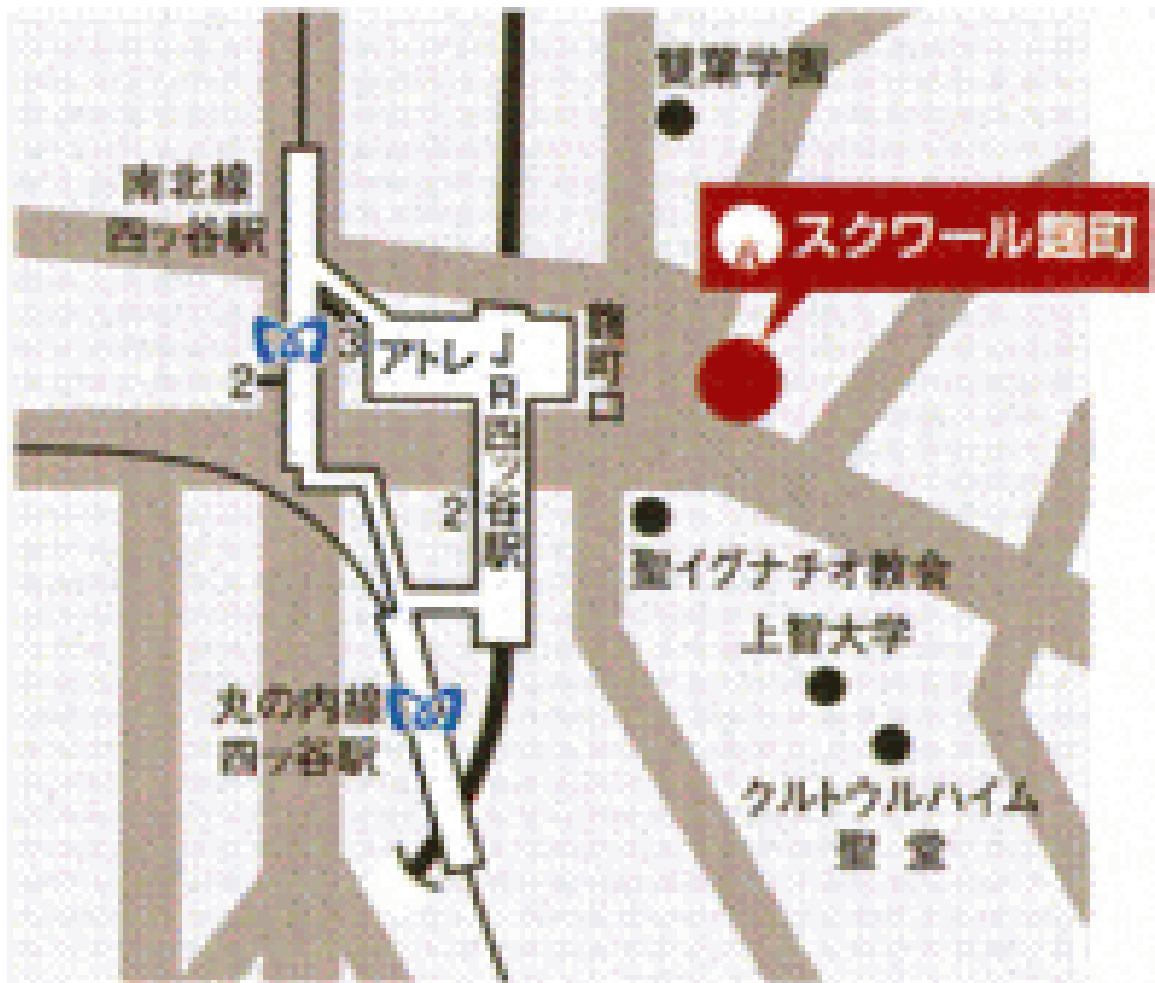 雙葉学園
南北線
四ッ谷駅
スクワール麹町
3
アトレ
麹町口
2
JR四ツ谷駅
2
聖イグナチオ教会
上智大学
丸の内線
四ッ谷駅
クルトゥルハイム
聖堂